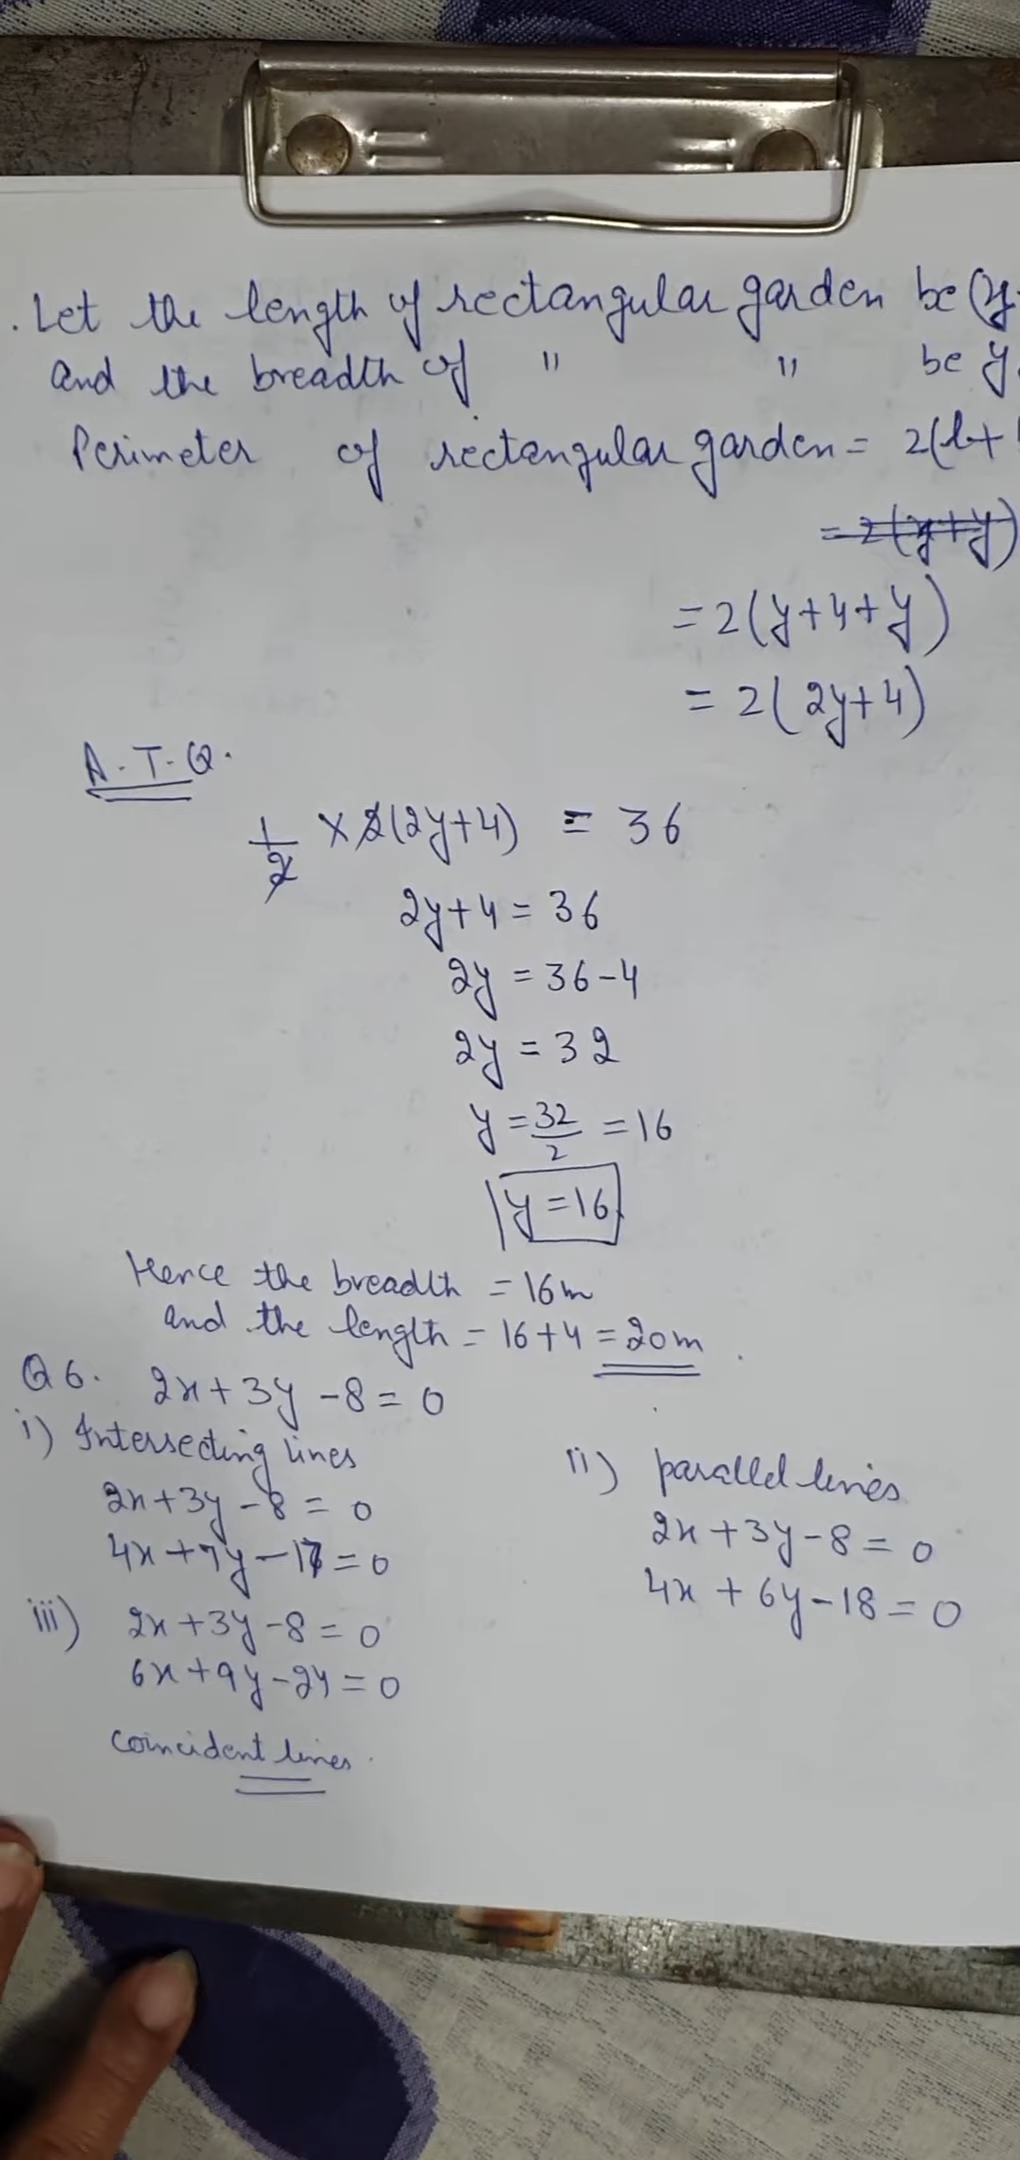 . Let the length of rectangular garden be (y
and the breadth of " " be y
Perimeter of rectangular garden = 2(l+
= 2(y+y)
= 2(y+4+y)
= 2(2y+4)
A.T.Q.
1/2 × 2(2y+4) = 36
2y+4 = 36
2y = 36-4
2y = 32
y = 32/2 = 16
y = 16
Hence the breadth = 16m
and the length = 16+4 = 20m.
Q6. 2x+3y-8 = 0
i) Intersecting lines
2x+3y-8 = 0
4x+7y-17=0
ii) parallel lines
2x+3y-8 = 0
4x + 6y-18 = 0
iii) 2x+3y-8 = 0
6x+9y-24 = 0
coincident lines.